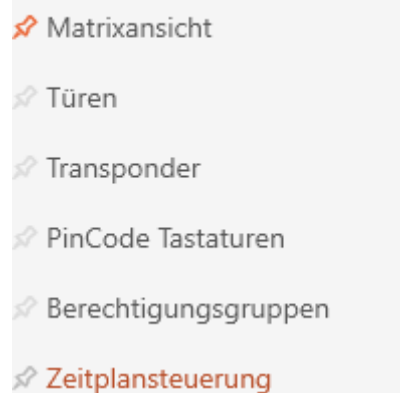 Matrixansicht
Türen
Transponder
PinCode Tastaturen
Berechtigungsgruppen
Zeitplansteuerung